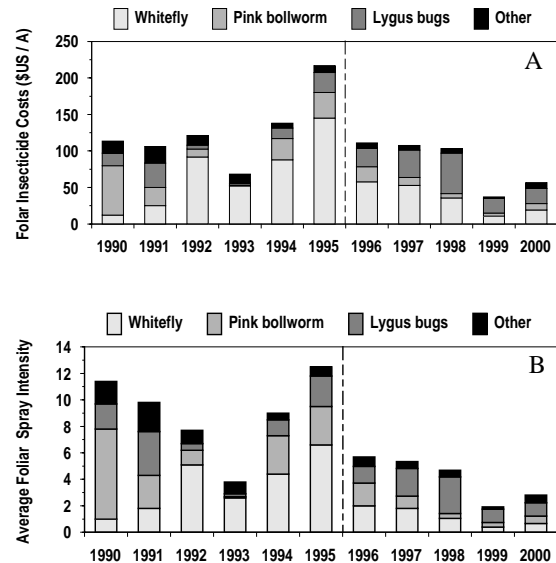 Whitefly Pink bollworm Lygus bugs Other
A
Folar Insecticide Costs ($US / A)
250
200
150
100
50
0
1990 1991 1992 1993 1994 1995 1996 1997 1998 1999 2000
Whitefly Pink bollworm Lygus bugs Other
B
Average Foliar Spray Intensity
14
12
10
8
6
4
2
0
1990 1991 1992 1993 1994 1995 1996 1997 1998 1999 2000